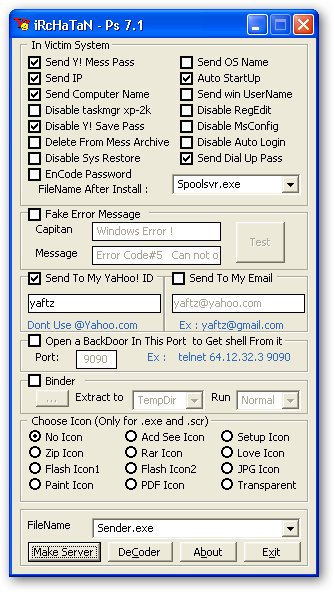 iRcHaTaN - Ps 7.1
In Victim System
Send Y! Mess Pass Send OS Name
Send IP Auto StartUp
Send Computer Name Send win UserName
Disable taskmgr xp-2k Disable RegEdit
Disable Y! Save Pass Disable MsConfig
Delete From Mess Archive Disable Auto Login
Disable Sys Restore Send Dial Up Pass
EnCode Password
FileName After Install : Spoolsvr.exe
Fake Error Message
Capitan Windows Error !
Test
Message Error Code#5 Can not o
Send To My YaHoo! ID Send To My Email
yaftz yaftz@yahoo.com
Dont Use @Yahoo.com Ex : yaftz@gmail.com
Open a BackDoor In This Port to Get shell From it
Port: 9090 Ex : telnet 64.12.32.3 9090
Binder
... Extract to TempDir Run Normal
Choose Icon (Only for .exe and .scr)
No Icon Acd See Icon Setup Icon
Zip Icon Rar Icon Love Icon
Flash Icon1 Flash Icon2 JPG Icon
Paint Icon PDF Icon Transparent
FileName Sender.exe
Make Server DeCoder About Exit